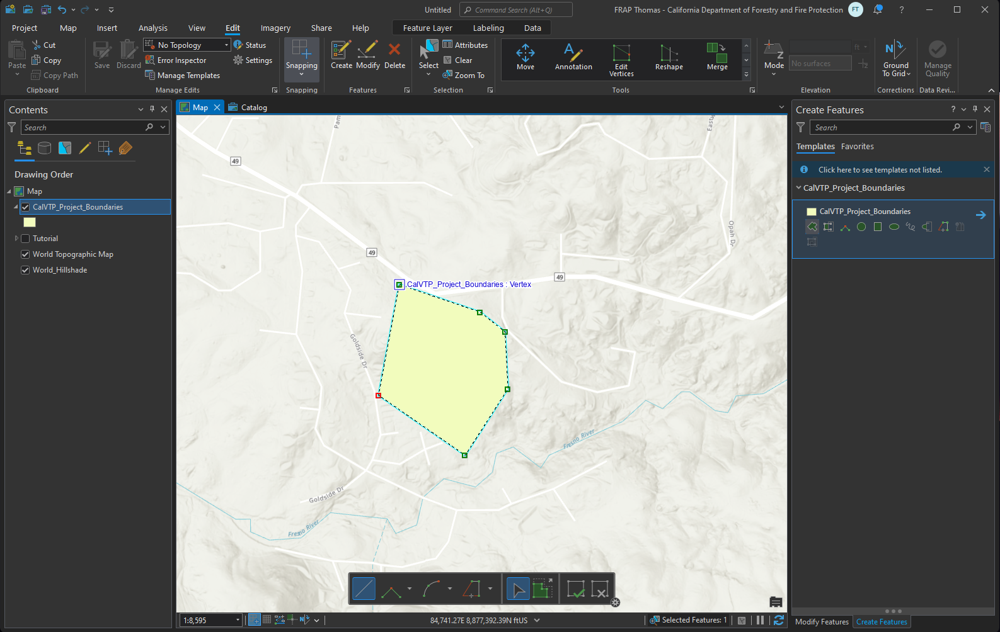 Untitled
Command Search (Alt+Q)
FRAP Thomas - California Department of Forestry and Fire Protection
FT
?
Project
Map
Insert
Analysis
View
Edit
Imagery
Share
Help
Feature Layer
Labeling
Data
Paste
Cut
Copy
Copy Path
Clipboard
Save
Discard
No Topology
Error Inspector
Manage Templates
Status
Settings
Manage Edits
Snapping
Snapping
Create
Modify
Delete
Features
Select
Attributes
Clear
Zoom To
Selection
Move
Annotation
Edit
Vertices
Reshape
Merge
Tools
Mode
ft
No surfaces
Elevation
Ground
To Grid
Corrections
Manage
Quality
Data Revi...
Contents
Search
Drawing Order
Map
CalVTP_Project_Boundaries
Tutorial
World Topographic Map
World_Hillshade
Map
Catalog
Pam
Eastw
49
49
49
Opah Dr
CalVTP_Project_Boundaries : Vertex
Goldside Dr
Fresno River
Goldside Dr
Fresno River
1:8,595
84,741.27E 8,877,392.39N ftUS
Selected Features: 1
Create Features
?
Search
Templates
Favorites
Click here to see templates not listed.
CalVTP_Project_Boundaries
CalVTP_Project_Boundaries
Modify Features
Create Features